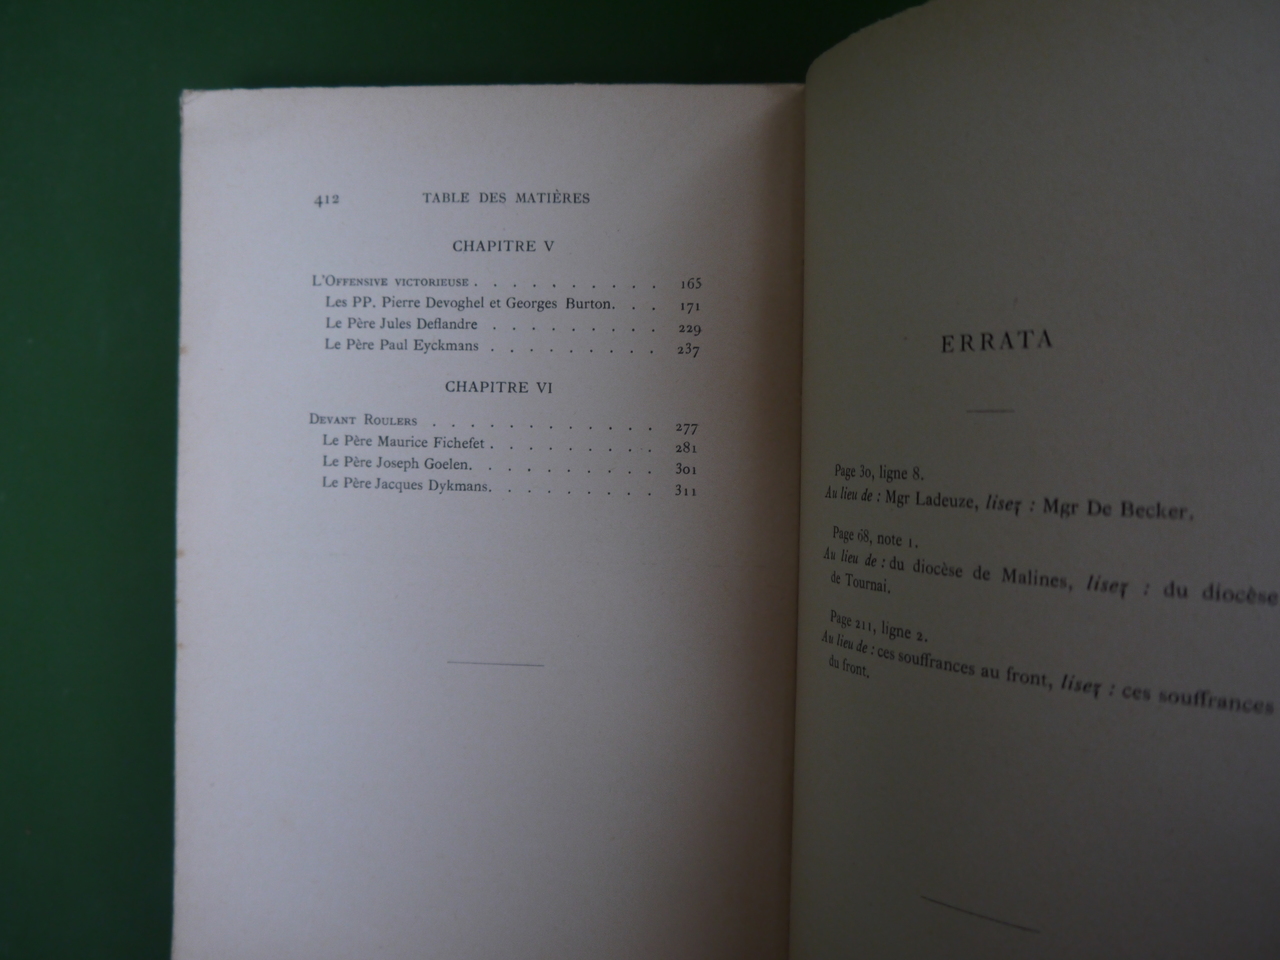 412 TABLE DES MATIÈRES
CHAPITRE V
L'Offensive victorieuse . . . . . . . . . . 165
Les PP. Pierre Devoghel et Georges Burton. . . 171
Le Père Jules Deflandre . . . . . . . . . 229
Le Père Paul Eyckmans . . . . . . . . . 237
CHAPITRE VI
Devant Roulers . . . . . . . . . . . . 277
Le Père Maurice Fichefet . . . . . . . . . 281
Le Père Joseph Goelen. . . . . . . . . . 301
Le Père Jacques Dykmans. . . . . . . . . 311
ERRATA
Page 30, ligne 8.
Au lieu de : Mgr Ladeuze, lisez : Mgr De Becker.
Page 68, note 1.
Au lieu de : du diocèse de Malines, lisez : du diocèse
de Tournai.
Page 211, ligne 2.
Au lieu de : ces souffrances au front, lisez : ces souffrances
du front.